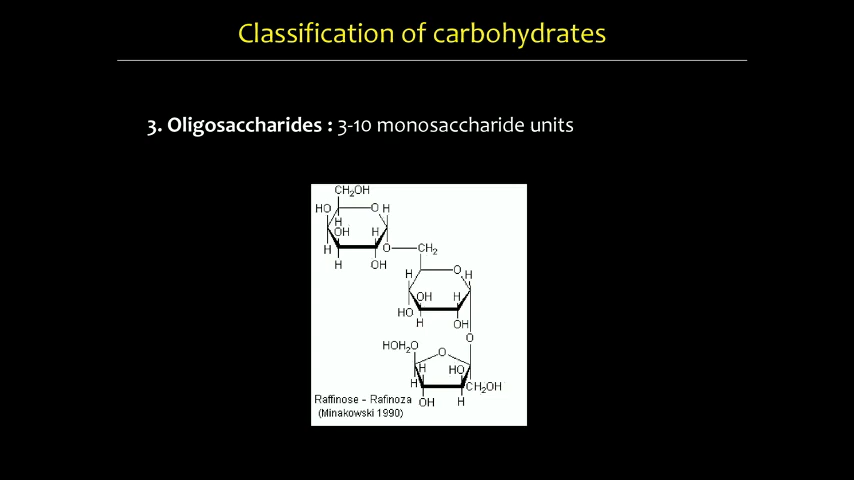 Classification of carbohydrates
3. Oligosaccharides : 3-10 monosaccharide units
CH₂OH
HO
O
H
H
OH
H
H
O
CH₂
H
OH
H
O
H
OH
H
HO
H
OH
O
HOH₂O
O
H
HO
H
CH₂OH
OH
H
Raffinose - Rafinoza
(Minakowski 1990)